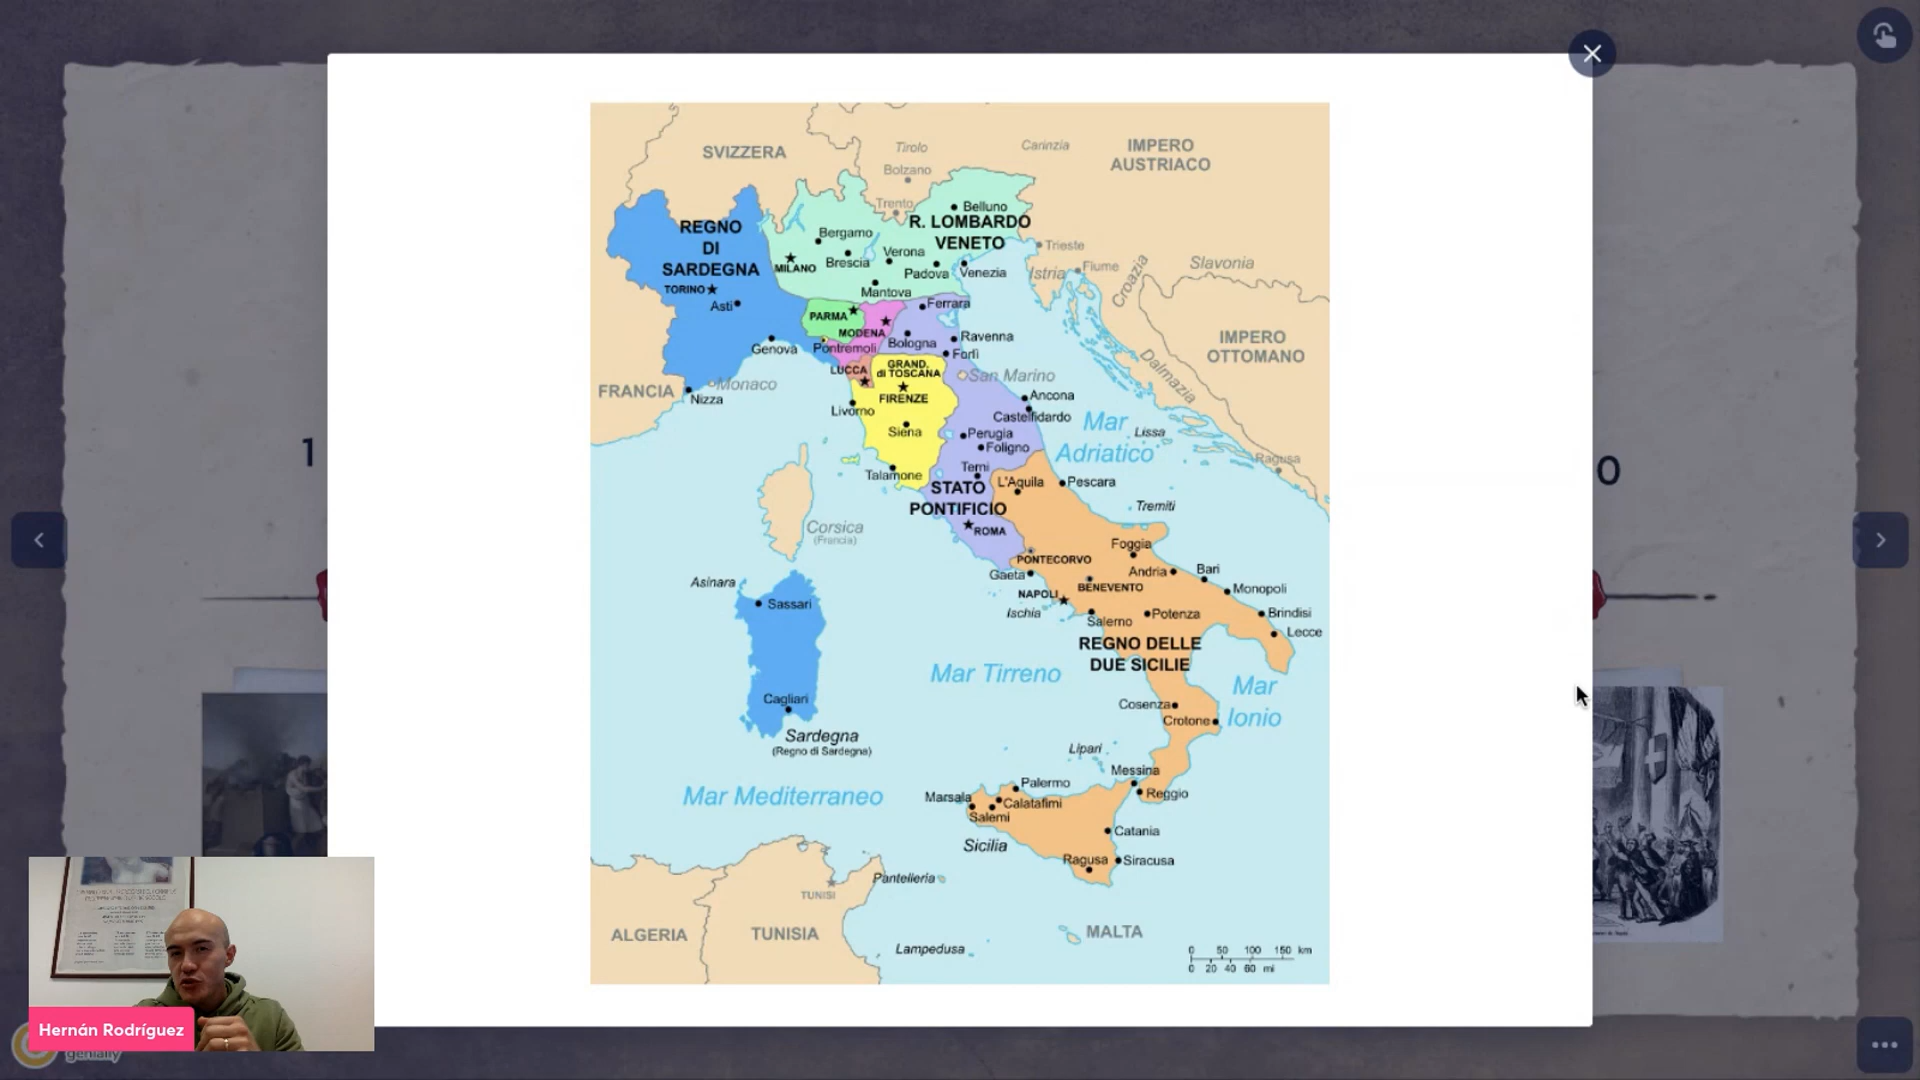 SVIZZERA
Tirolo
Bolzano
Carinzia
IMPERO
AUSTRIACO
Trento
Belluno
R. LOMBARDO
VENETO
REGNO
DI
SARDEGNA
TORINO
Asti
Bergamo
MILANO
Brescia
Verona
Padova
Venezia
Mantova
Trieste
Istria
Fiume
Croazia
Slavonia
PARMA
MODENA
Ferrara
Genova
Pontremoli
Bologna
Ravenna
Forlì
IMPERO
OTTOMANO
LUCCA
GRAND.
di TOSCANA
FIRENZE
San Marino
Dalmazia
FRANCIA
Monaco
Nizza
Livorno
Siena
Talamone
Ancona
Castelfidardo
Perugia
Foligno
Terni
Mar
Adriatico
Lissa
Ragusa
1
0
STATO
PONTIFICIO
ROMA
L'Aquila
Pescara
Tremiti
Corsica
(Francia)
PONTECORVO
Gaeta
Foggia
Andria
Bari
BENEVENTO
Monopoli
NAPOLI
Ischia
Salerno
Potenza
Brindisi
Lecce
Asinara
Sassari
REGNO DELLE
DUE SICILIE
Mar Tirreno
Mar
Ionio
Cagliari
Cosenza
Crotone
Sardegna
(Regno di Sardegna)
Lipari
Messina
Reggio
Mar Mediterraneo
Marsala
Palermo
Calatafimi
Salemi
Catania
Sicilia
Ragusa
Siracusa
Pantelleria
TUNISI
ALGERIA
TUNISIA
MALTA
Lampedusa
0 50 100 150 km
0 20 40 60 mi
Hernán Rodríguez
genially